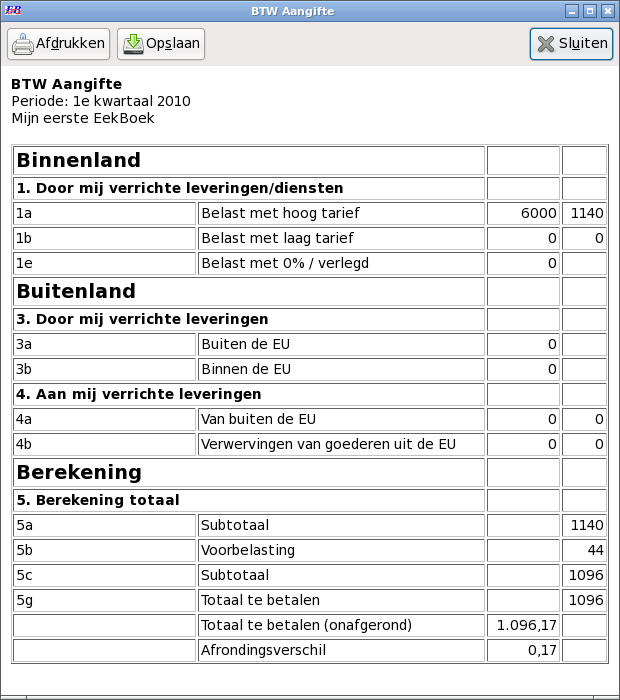 EB BTW Aangifte
Afdrukken Opslaan Sluiten
BTW Aangifte
Periode: 1e kwartaal 2010
Mijn eerste EekBoek
Binnenland
1. Door mij verrichte leveringen/diensten
1a Belast met hoog tarief 6000 1140
1b Belast met laag tarief 0 0
1e Belast met 0% / verlegd 0
Buitenland
3. Door mij verrichte leveringen
3a Buiten de EU 0
3b Binnen de EU 0
4. Aan mij verrichte leveringen
4a Van buiten de EU 0 0
4b Verwervingen van goederen uit de EU 0 0
Berekening
5. Berekening totaal
5a Subtotaal 1140
5b Voorbelasting 44
5c Subtotaal 1096
5g Totaal te betalen 1096
Totaal te betalen (onafgerond) 1.096,17
Afrondingsverschil 0,17